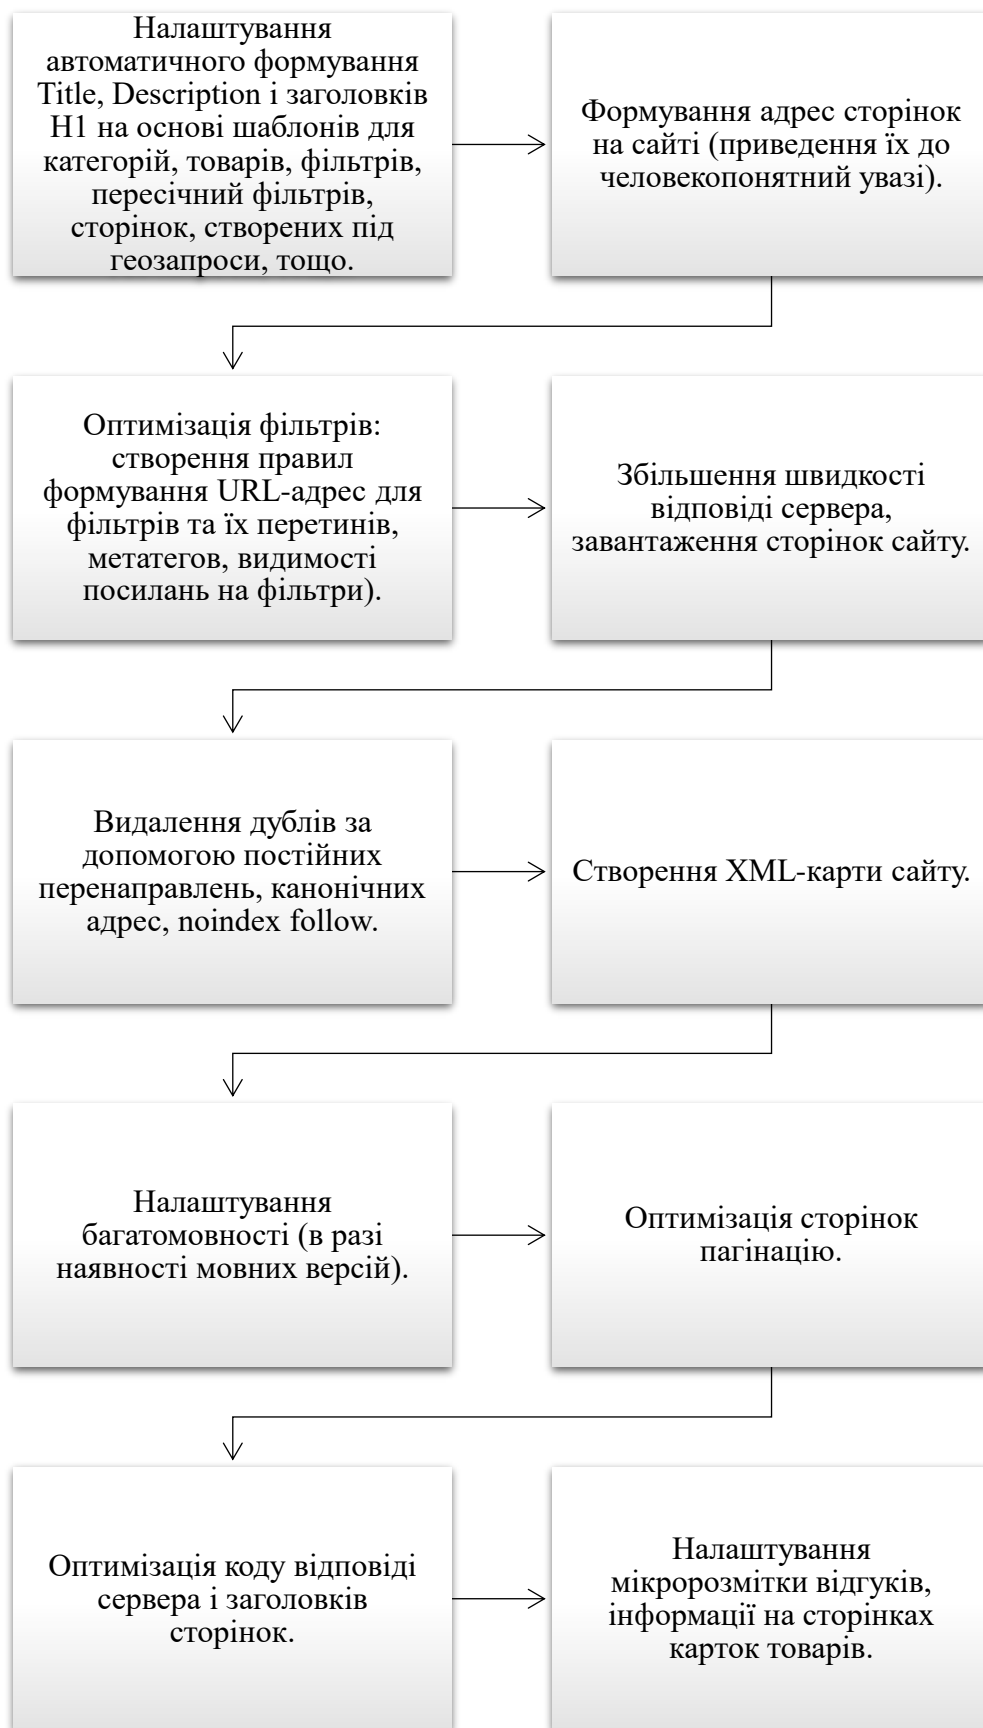 Налаштування
автоматичного формування
Title, Description і заголовків
H1 на основі шаблонів для
категорій, товарів, фільтрів,
пересічний фільтрів,
сторінок, створених під
геозапроси, тощо.
Формування адрес сторінок
на сайті (приведення їх до
человекопонятний увазі).
Оптимізація фільтрів:
створення правил
формування URL-адрес для
фільтрів та їх перетинів,
метатегов, видимості
посилань на фільтри).
Збільшення швидкості
відповіді сервера,
завантаження сторінок сайту.
Видалення дублів за
допомогою постійних
перенаправлень, канонічних
адрес, noindex follow.
Створення XML-карти сайту.
Налаштування
багатомовності (в разі
наявності мовних версій).
Оптимізація сторінок
пагінацію.
Оптимізація коду відповіді
сервера і заголовків
сторінок.
Налаштування
мікророзмітки відгуків,
інформації на сторінках
карток товарів.